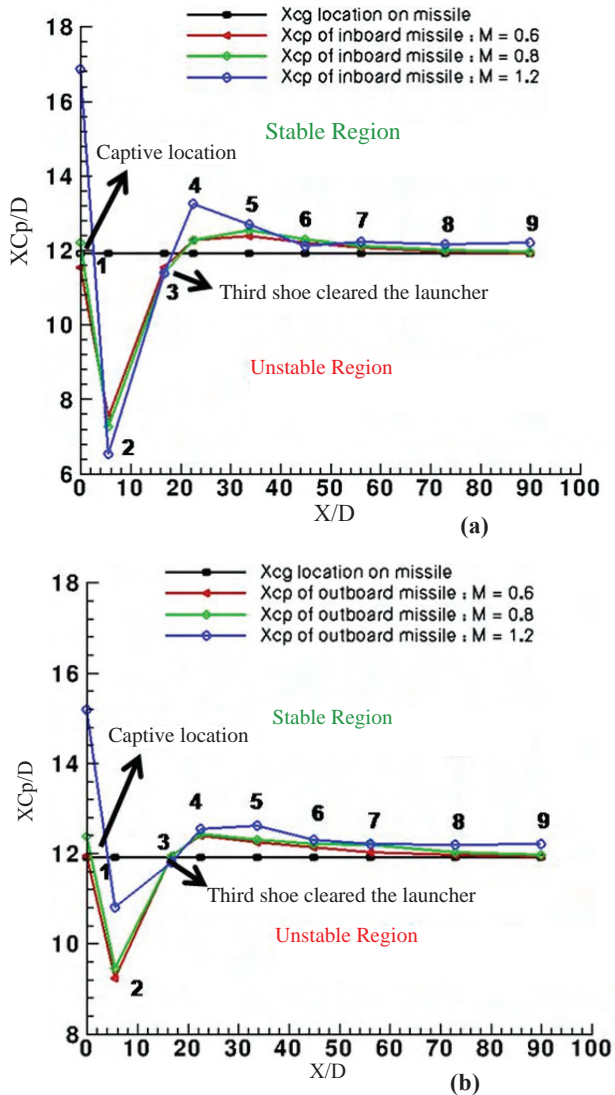 Xcg location on missile
Xcp of inboard missile : M = 0.6
Xcp of inboard missile : M = 0.8
Xcp of inboard missile : M = 1.2
18
16
14
12
10
8
6
XCp/D
Stable Region
Captive location
1
2
3
4
5
6
7
8
9
Third shoe cleared the launcher
Unstable Region
0 10 20 30 40 50 60 70 80 90 100
X/D
(a)
Xcg location on missile
Xcp of outboard missile : M = 0.6
Xcp of outboard missile : M = 0.8
Xcp of outboard missile : M = 1.2
18
16
14
12
10
8
XCp/D
Stable Region
Captive location
1
2
3
4
5
6
7
8
9
Third shoe cleared the launcher
Unstable Region
0 10 20 30 40 50 60 70 80 90 100
X/D
(b)